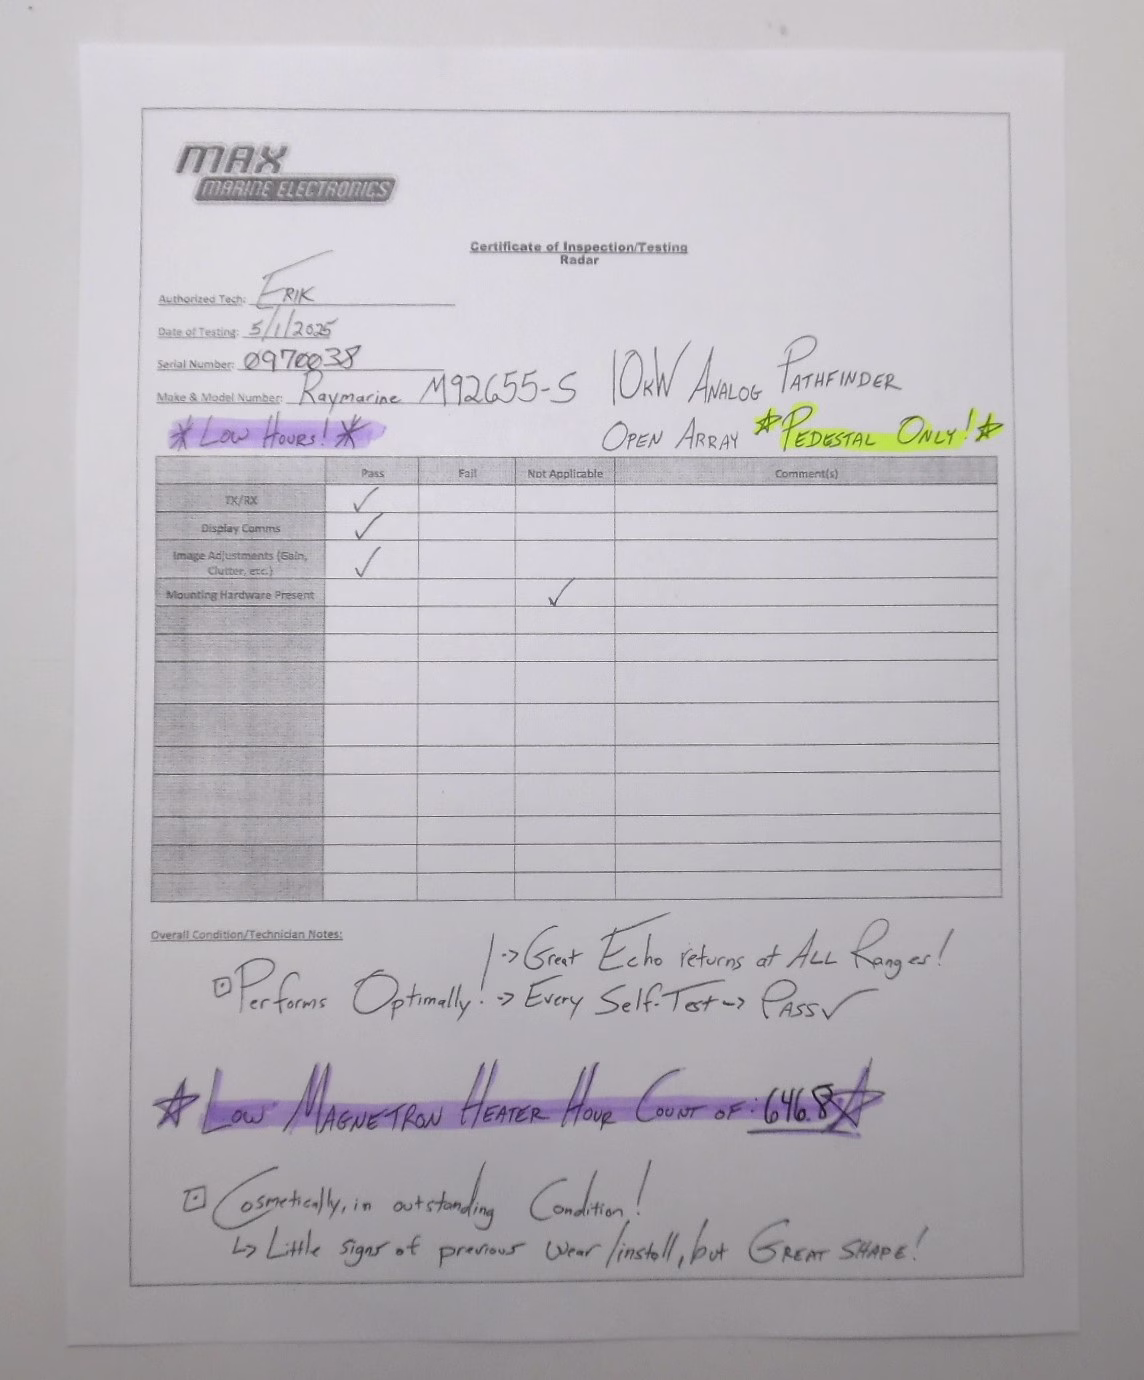 MAX
MARINE ELECTRONICS
Certificate of Inspection/Testing
Radar
Authorized Tech: ERIK
Date of Testing: 5/1/2025
Serial Number: 0970038
Make & Model Number: Raymarine M92655-S 10kW ANALOG PATHFINDER
*LOW HOURS!* OPEN ARRAY *PEDESTAL ONLY!*
Pass Fail Not Applicable Comment(s)
TX/RX ✓
Display Comms ✓
Image Adjustments (Gain,
Clutter, etc.) ✓
Mounting Hardware Present ✓
Overall Condition/Technician Notes:
-> Great Echo returns at ALL Ranges!
Performs Optimally! -> Every Self-Test -> PASS ✓
☆ LOW MAGNETRON HEATER HOUR COUNT OF: 646.8 ☆
Cosmetically, in outstanding Condition!
↳ Little signs of previous wear/install, but GREAT SHAPE!